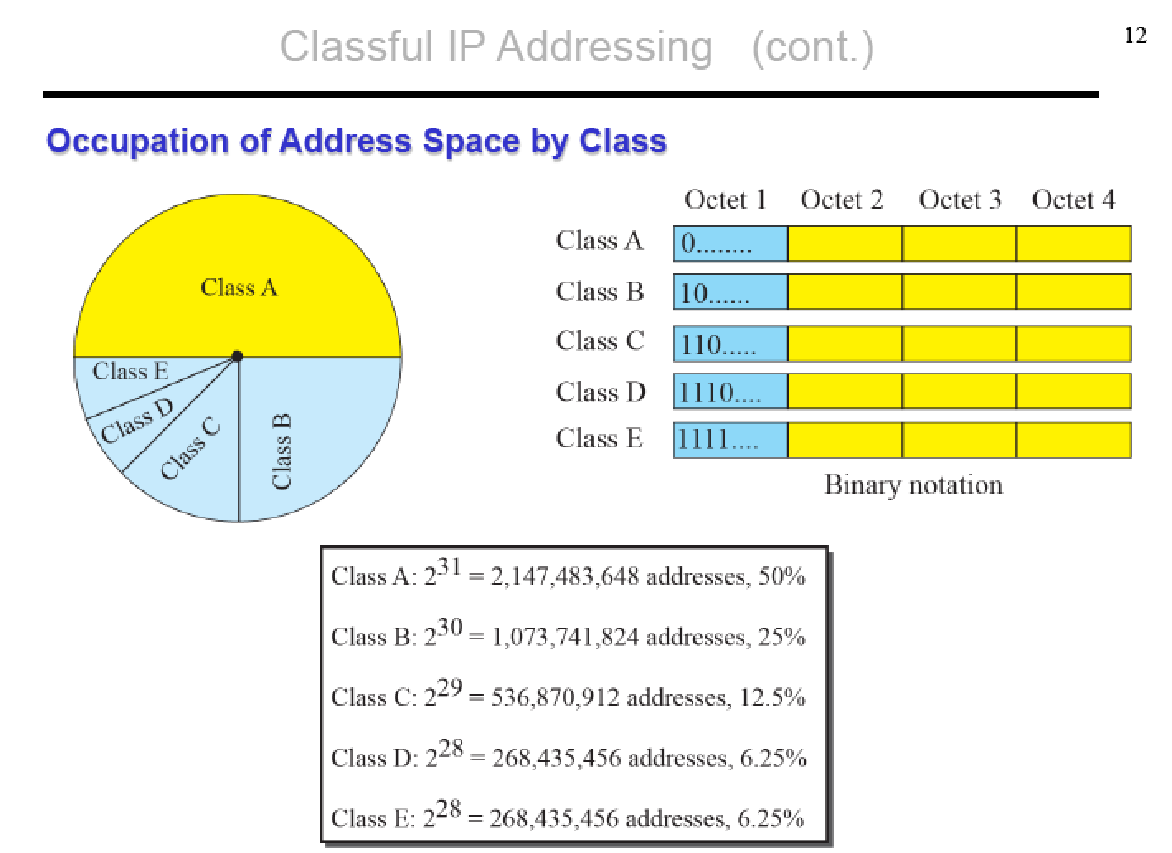 Classful IP Addressing (cont.)
12
Occupation of Address Space by Class
Class A
Class E
Class D
Class C
Class B
Octet 1 Octet 2 Octet 3 Octet 4
Class A 0........
Class B 10......
Class C 110.....
Class D 1110....
Class E 1111....
Binary notation
Class A: 2^31 = 2,147,483,648 addresses, 50%
Class B: 2^30 = 1,073,741,824 addresses, 25%
Class C: 2^29 = 536,870,912 addresses, 12.5%
Class D: 2^28 = 268,435,456 addresses, 6.25%
Class E: 2^28 = 268,435,456 addresses, 6.25%